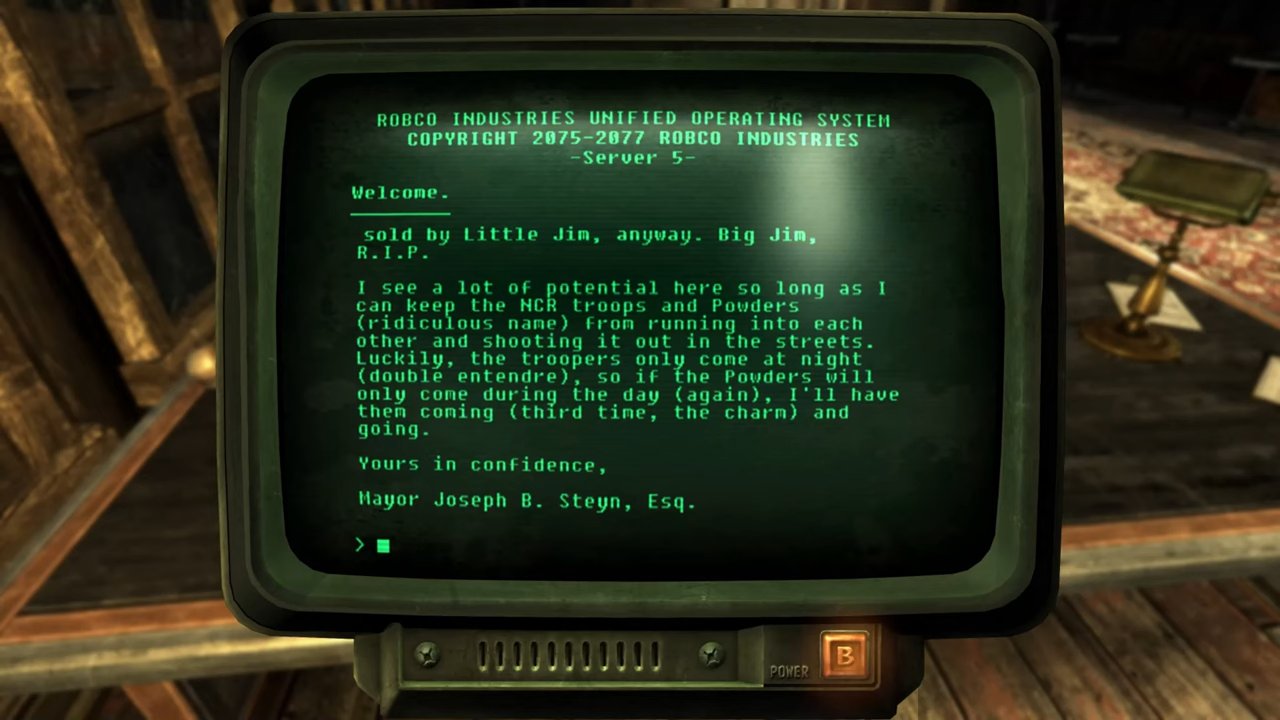 ROBCO INDUSTRIES UNIFIED OPERATING SYSTEM
COPYRIGHT 2075-2077 ROBCO INDUSTRIES
-Server 5-
Welcome.
sold by Little Jim, anyway. Big Jim,
R.I.P.
I see a lot of potential here so long as I
can keep the NCR troops and Powders
(ridiculous name) from running into each
other and shooting it out in the streets.
Luckily, the troopers only come at night
(double entendre), so if the Powders will
only come during the day (again), I'll have
them coming (third time, the charm) and
going.
Yours in confidence,
Mayor Joseph B. Steyn, Esq.
>
POWER
B